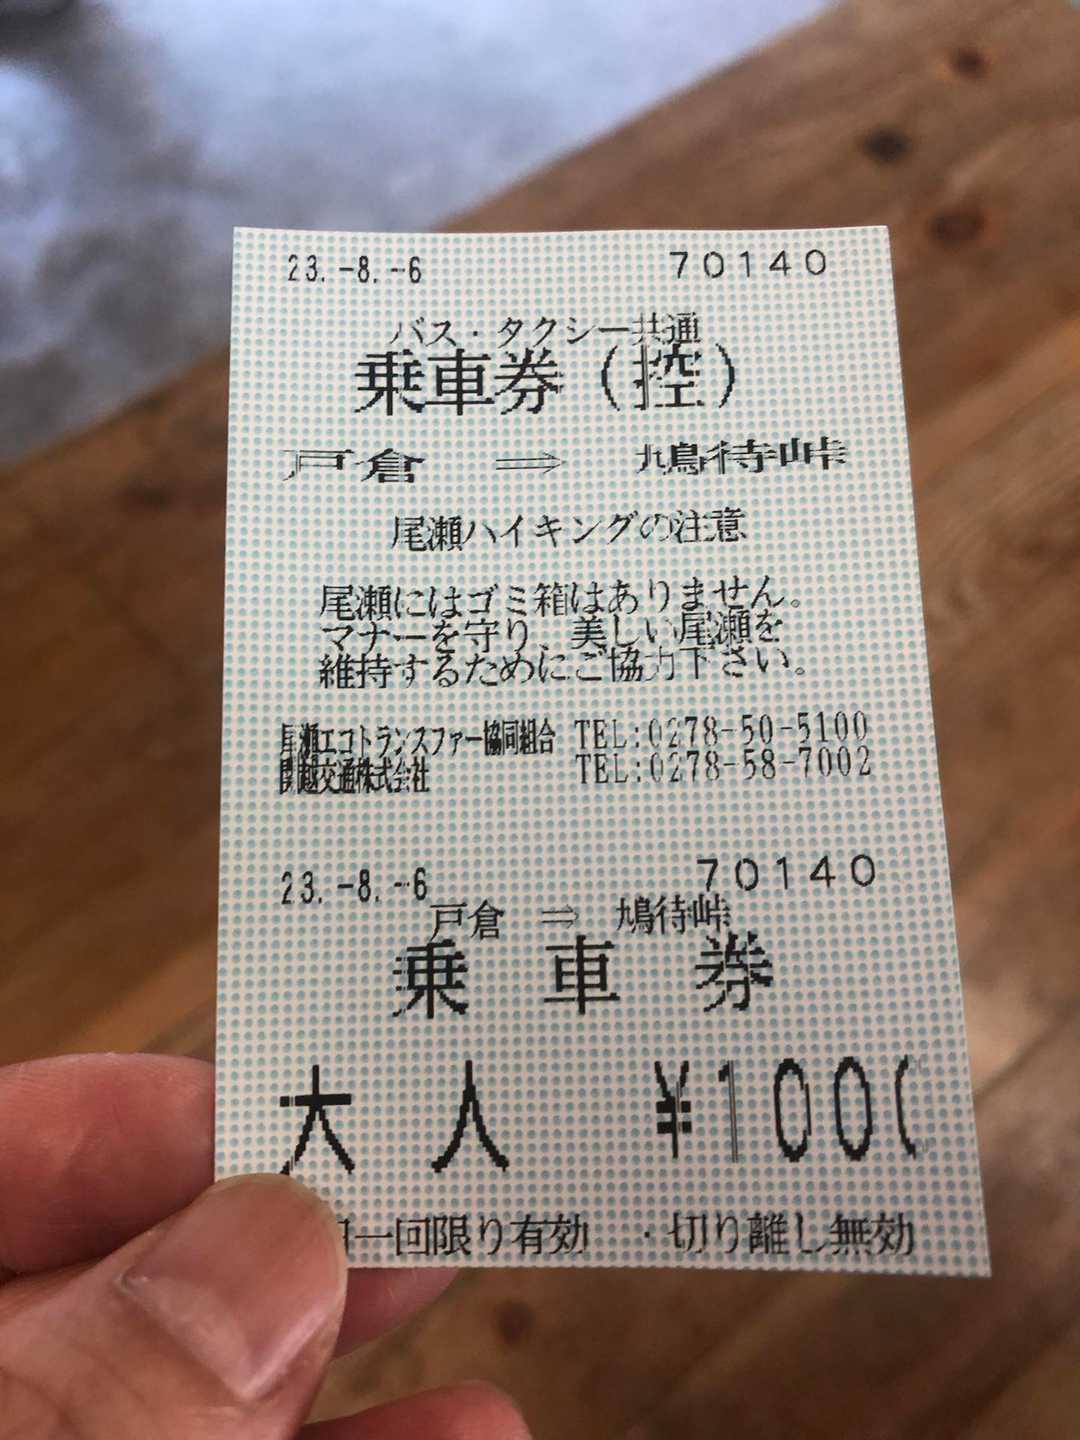 23.-8.-6 70140
バス・タクシー共通
乗車券(控)
戸倉 ⇒ 鳩待峠
尾瀬ハイキングの注意
尾瀬にはゴミ箱はありません。
マナーを守り、美しい尾瀬を
維持するためにご協力下さい。
尾瀬エコトランスファー協同組合 TEL:0278-50-5100
関越交通株式会社 TEL:0278-58-7002
23.-8.-6 70140
戸倉 ⇒ 鳩待峠
乗車券
大人 ¥1000
一回限り有効 ・切り離し無効